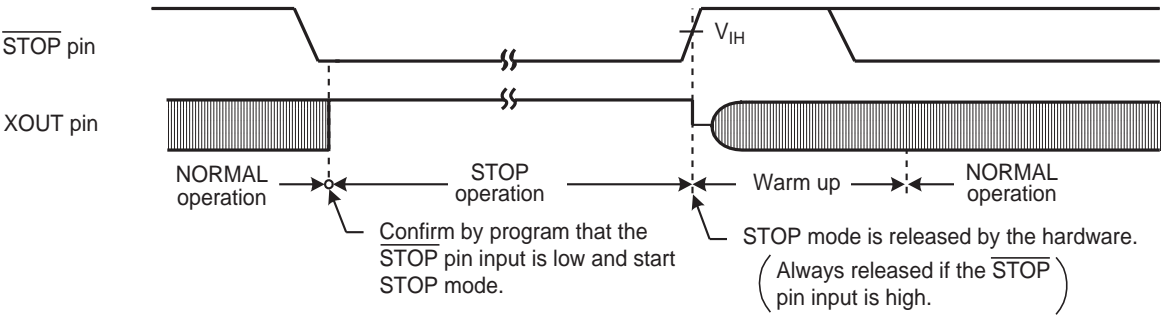 STOP pin
VIH
XOUT pin
NORMAL
operation
STOP
operation
Warm up
NORMAL
operation
Confirm by program that the
STOP pin input is low and start
STOP mode.
STOP mode is released by the hardware.
Always released if the STOP
pin input is high.